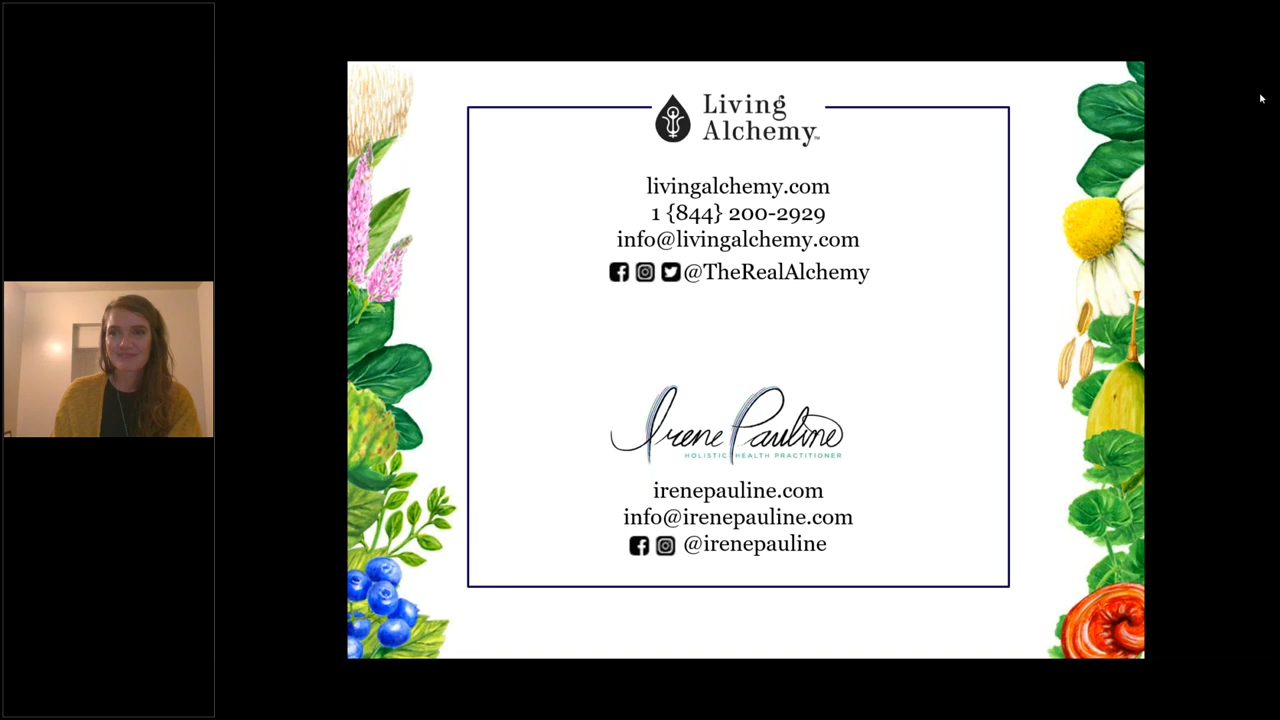 Living
Alchemy™
livingalchemy.com
1 {844} 200-2929
info@livingalchemy.com
@TheRealAlchemy
Irene Pauline
HOLISTIC HEALTH PRACTITIONER
irenepauline.com
info@irenepauline.com
@irenepauline